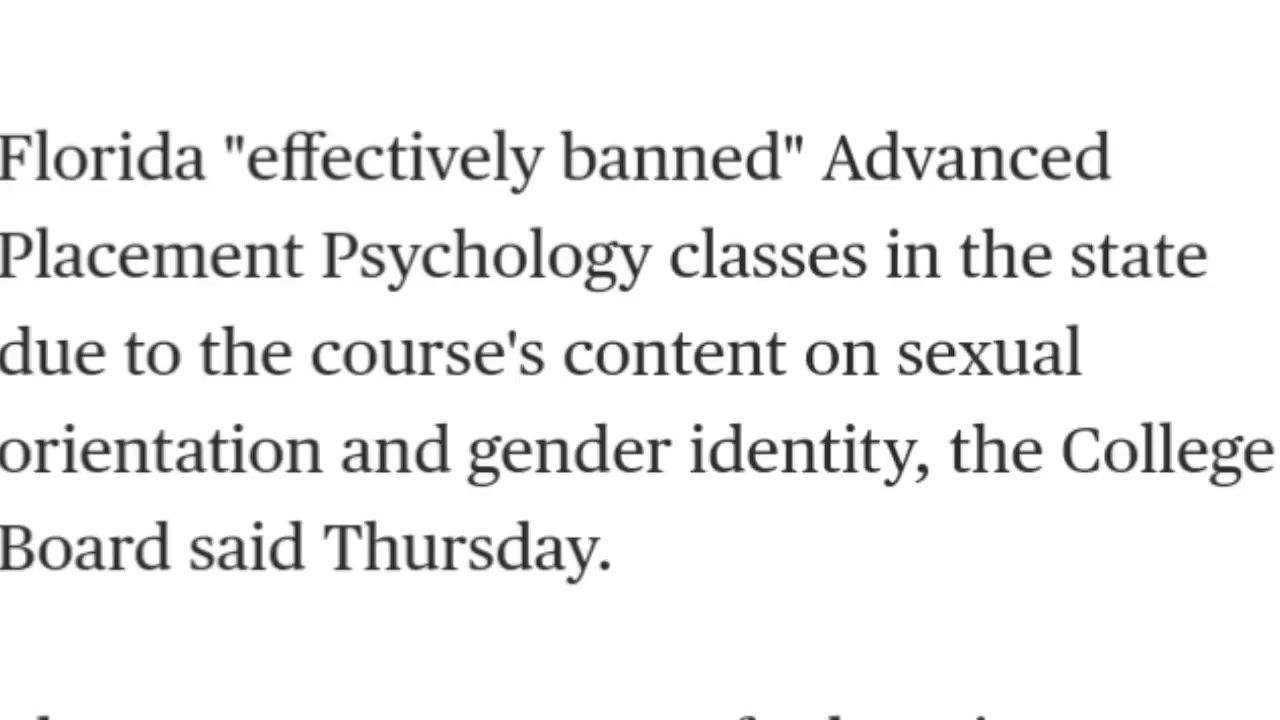 Florida "effectively banned" Advanced
Placement Psychology classes in the state
due to the course's content on sexual
orientation and gender identity, the College
Board said Thursday.